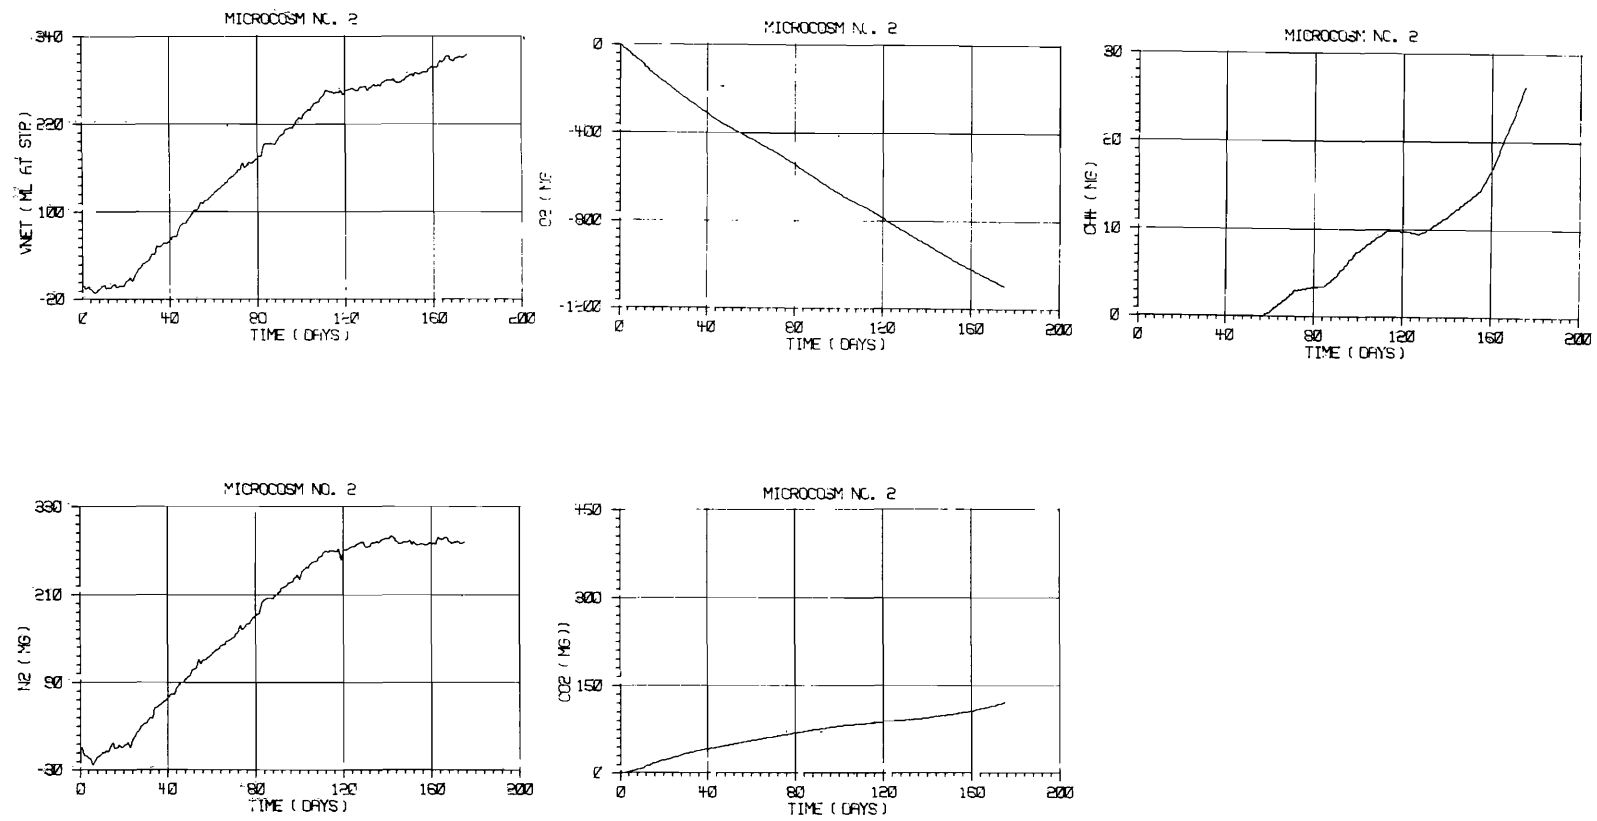 MICROCOSM NO. 2
340
220
100
-20
VNET ( ML AT STP)
0 40 80 120 160 200
TIME ( DAYS )
MICROCOSM NO. 2
0
-400
-800
-1200
O2 ( MG
0 40 80 120 160 200
TIME ( DAYS )
MICROCOSM NO. 2
30
20
10
0
CH4 ( MG )
0 40 80 120 160 200
TIME ( DAYS )
MICROCOSM NO. 2
330
210
90
-30
N2 ( MG )
0 40 80 120 160 200
TIME ( DAYS )
MICROCOSM NO. 2
450
300
150
0
CO2 ( MG ))
0 40 80 120 160 200
TIME ( DAYS )